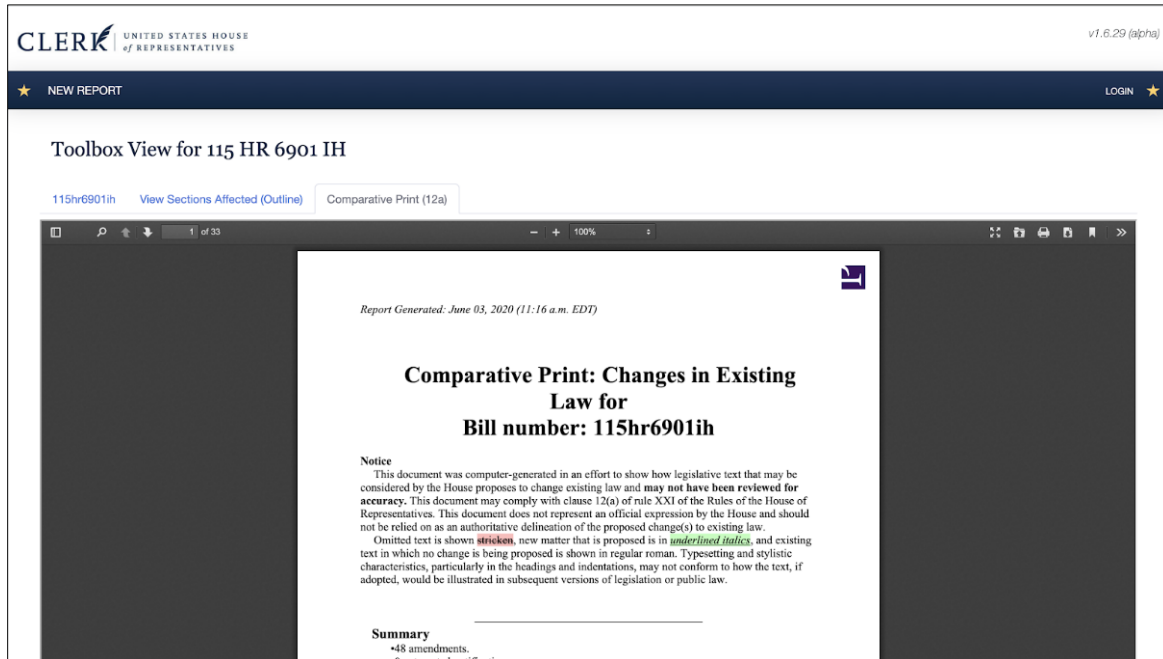 CLERK UNITED STATES HOUSE
of REPRESENTATIVES
v1.6.29 (alpha)
NEW REPORT
LOGIN
Toolbox View for 115 HR 6901 IH
115hr6901ih View Sections Affected (Outline) Comparative Print (12a)
1 of 33
100%
Report Generated: June 03, 2020 (11:16 a.m. EDT)
Comparative Print: Changes in Existing
Law for
Bill number: 115hr6901ih
Notice
This document was computer-generated in an effort to show how legislative text that may be
considered by the House proposes to change existing law and may not have been reviewed for
accuracy. This document may comply with clause 12(a) of rule XXI of the Rules of the House of
Representatives. This document does not represent an official expression by the House and should
not be relied on as an authoritative delineation of the proposed change(s) to existing law.
Omitted text is shown stricken, new matter that is proposed is in underlined italics, and existing
text in which no change is being proposed is shown in regular roman. Typesetting and stylistic
characteristics, particularly in the headings and indentations, may not conform to how the text, if
adopted, would be illustrated in subsequent versions of legislation or public law.
Summary
•48 amendments.